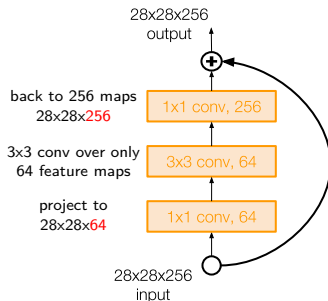 28x28x256
output
back to 256 maps
28x28x256
1x1 conv, 256
3x3 conv over only
64 feature maps
3x3 conv, 64
project to
28x28x64
1x1 conv, 64
28x28x256
input